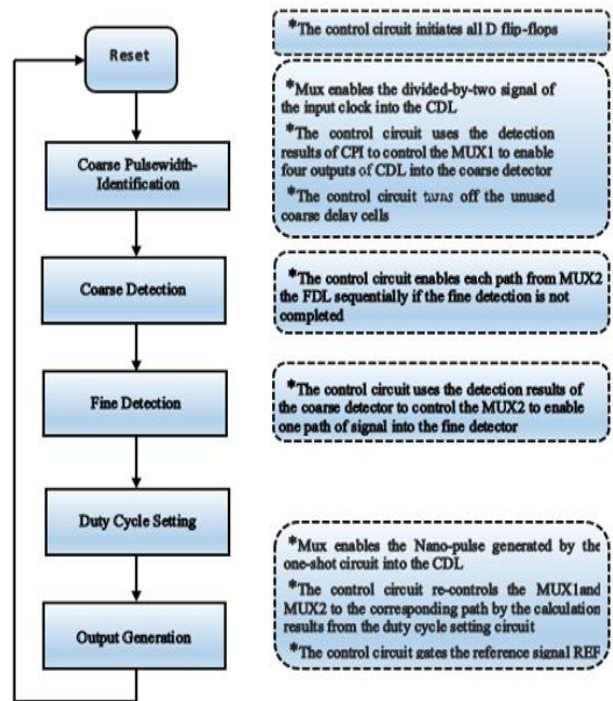 Reset
*The control circuit initiates all D flip-flops
Coarse Pulsewidth-
Identification
*Mux enables the divided-by-two signal of
the input clock into the CDL
*The control circuit uses the detection
results of CPI to control the MUX1 to enable
four outputs of CDL into the coarse detector
*The control circuit turns off the unused
coarse delay cells
Coarse Detection
*The control circuit enables each path from MUX2
the FDL sequentially if the fine detection is not
completed
Fine Detection
*The control circuit uses the detection results of
the coarse detector to control the MUX2 to enable
one path of signal into the fine detector
Duty Cycle Setting
Output Generation
*Mux enables the Nano-pulse generated by the
one-shot circuit into the CDL
*The control circuit re-controls the MUX1and
MUX2 to the corresponding path by the calculation
results from the duty cycle setting circuit
*The control circuit gates the reference signal REF